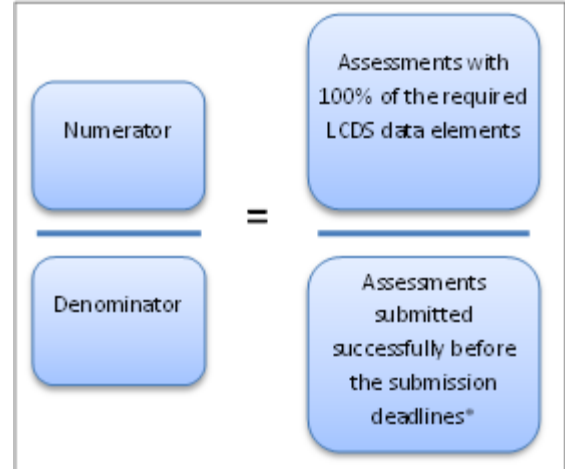 Numerator
Denominator
=
Assessments with
100% of the required
LCDS data elements
Assessments
submitted
successfully before
the submission
deadlines*